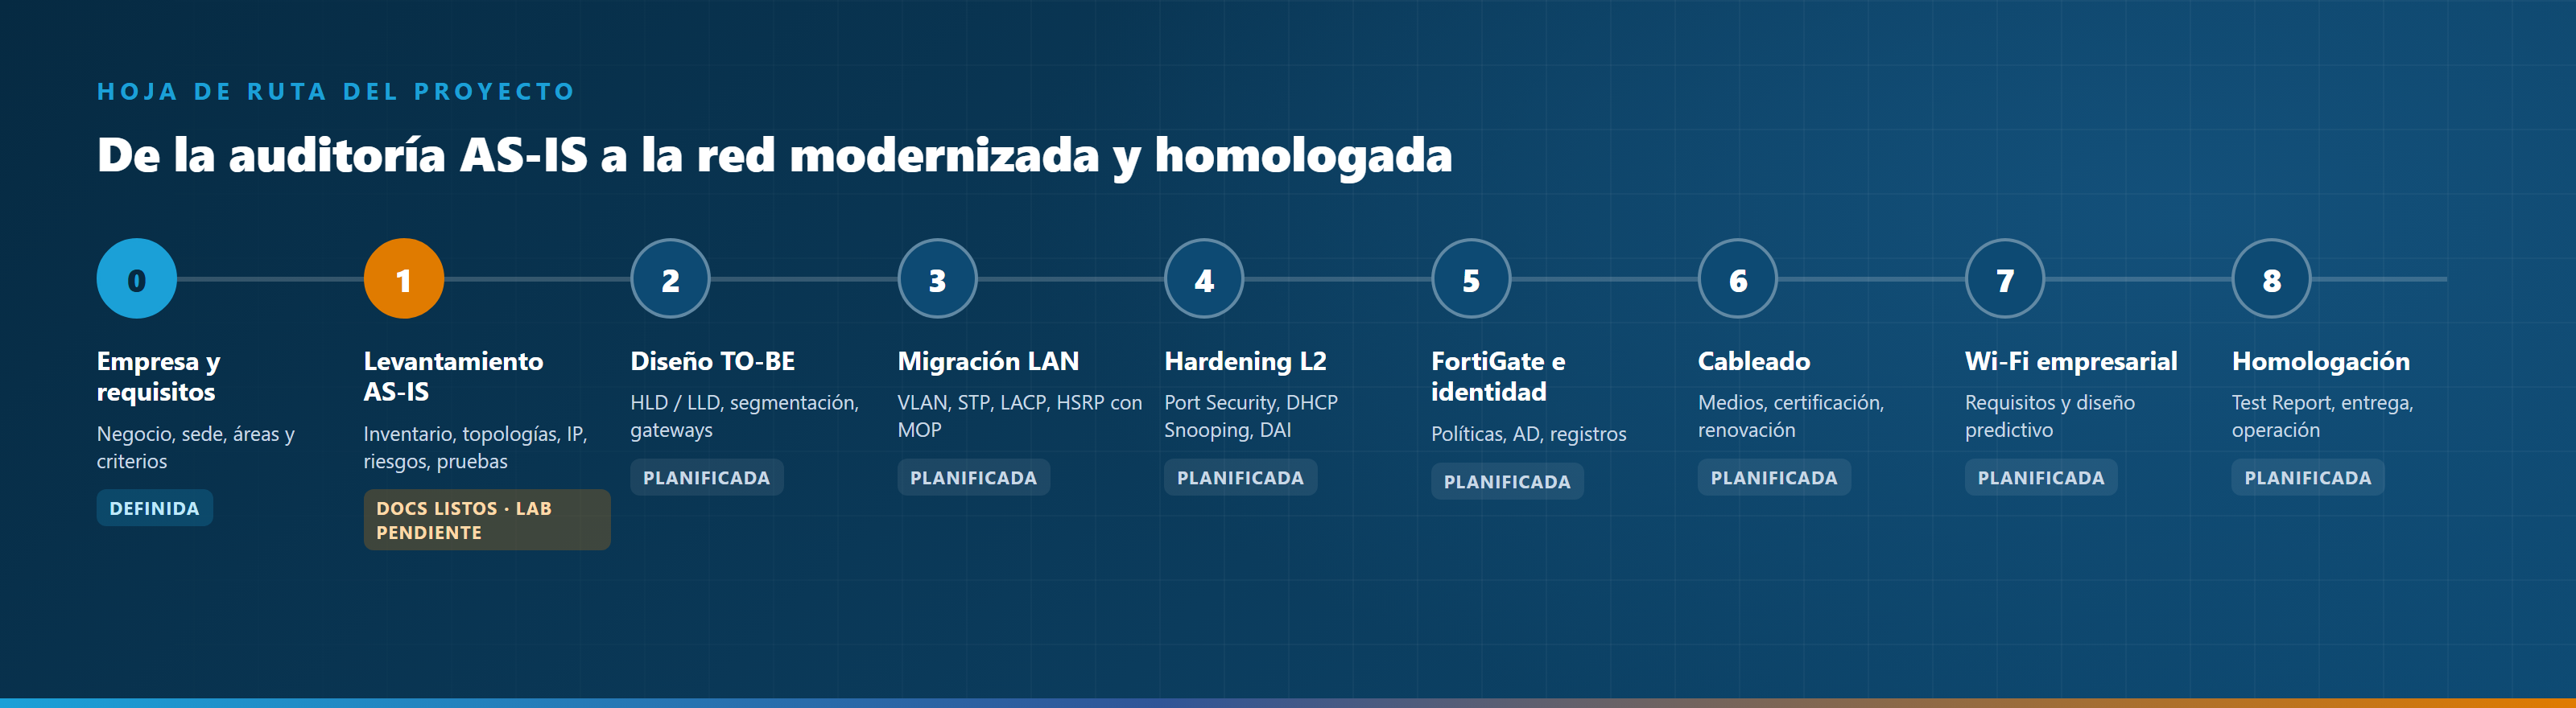 HOJA DE RUTA DEL PROYECTO
De la auditoría AS-IS a la red modernizada y homologada
0
Empresa y
requisitos
Negocio, sede, áreas y
criterios
DEFINIDA
1
Levantamiento
AS-IS
Inventario, topologías, IP,
riesgos, pruebas
DOCS LISTOS · LAB
PENDIENTE
2
Diseño TO-BE
HLD / LLD, segmentación,
gateways
PLANIFICADA
3
Migración LAN
VLAN, STP, LACP, HSRP con
MOP
PLANIFICADA
4
Hardening L2
Port Security, DHCP
Snooping, DAI
PLANIFICADA
5
FortiGate e
identidad
Políticas, AD, registros
PLANIFICADA
6
Cableado
Medios, certificación,
renovación
PLANIFICADA
7
Wi-Fi empresarial
Requisitos y diseño
predictivo
PLANIFICADA
8
Homologación
Test Report, entrega,
operación
PLANIFICADA